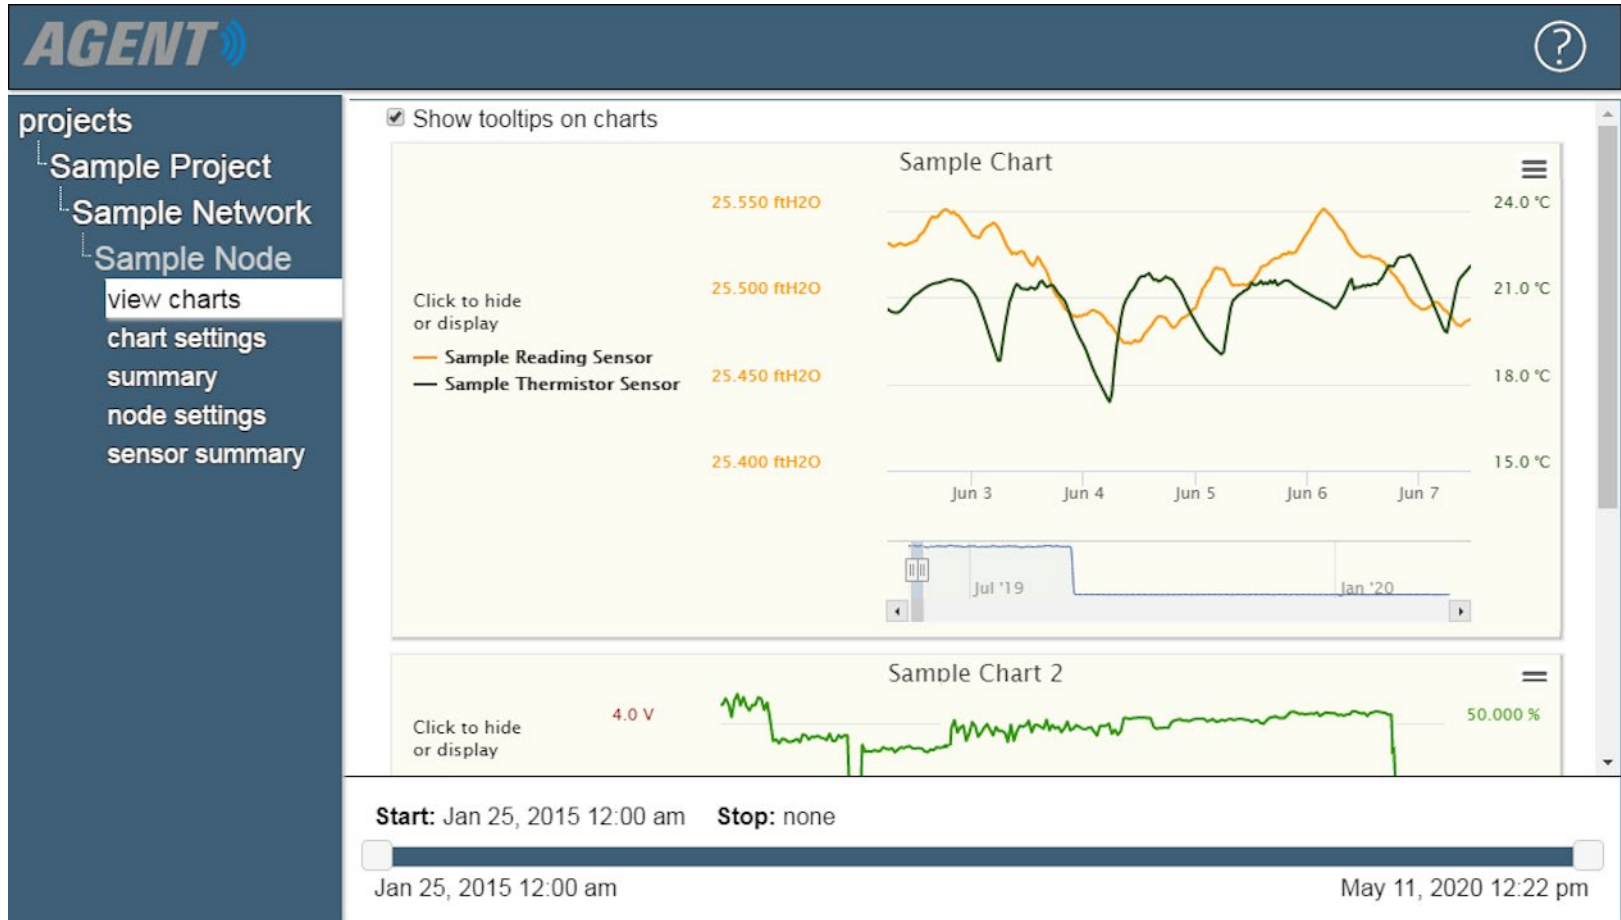 AGENT
?
projects
Sample Project
Sample Network
Sample Node
view charts
chart settings
summary
node settings
sensor summary
Show tooltips on charts
Sample Chart
25.550 ftH2O
24.0 °C
25.500 ftH2O
21.0 °C
Click to hide
or display
Sample Reading Sensor
Sample Thermistor Sensor
25.450 ftH2O
18.0 °C
25.400 ftH2O
15.0 °C
Jun 3 Jun 4 Jun 5 Jun 6 Jun 7
Jul '19 Jan '20
Sample Chart 2
4.0 V
50.000 %
Click to hide
or display
Start: Jan 25, 2015 12:00 am Stop: none
Jan 25, 2015 12:00 am May 11, 2020 12:22 pm